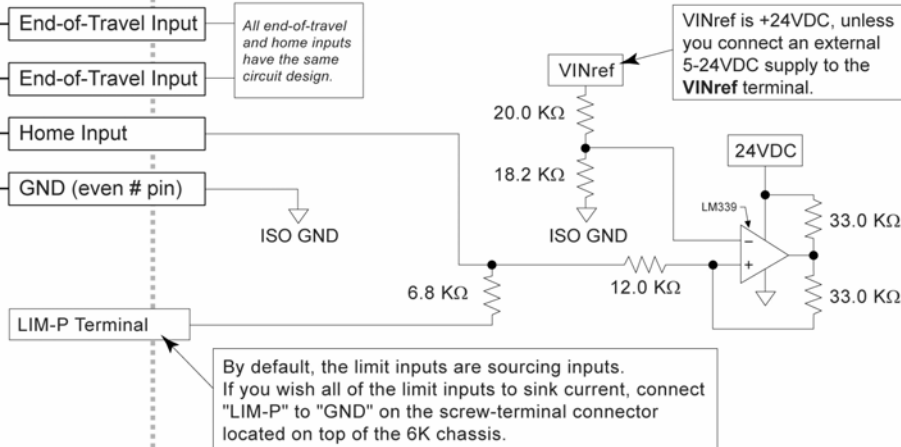 End-of-Travel Input
All end-of-travel
and home inputs
have the same
circuit design.
End-of-Travel Input
Home Input
GND (even # pin)
ISO GND
VINref
VINref is +24VDC, unless
you connect an external
5-24VDC supply to the
VINref terminal.
20.0 KΩ
18.2 KΩ
ISO GND
24VDC
LM339
33.0 KΩ
−
+
12.0 KΩ
33.0 KΩ
6.8 KΩ
LIM-P Terminal
By default, the limit inputs are sourcing inputs.
If you wish all of the limit inputs to sink current, connect
"LIM-P" to "GND" on the screw-terminal connector
located on top of the 6K chassis.